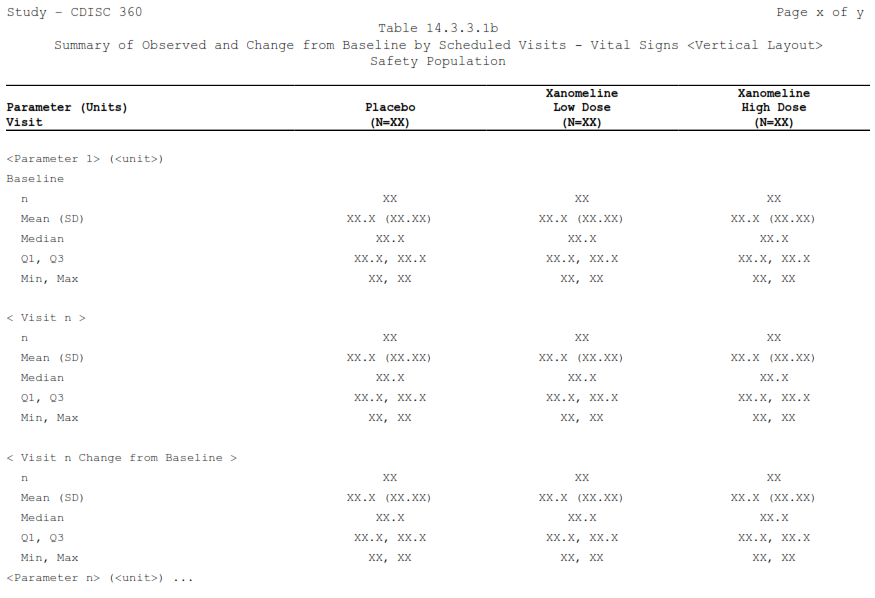 Study - CDISC 360 Page x of y
Table 14.3.3.1b
Summary of Observed and Change from Baseline by Scheduled Visits - Vital Signs <Vertical Layout>
Safety Population
Xanomeline Xanomeline
Parameter (Units) Placebo Low Dose High Dose
Visit (N=XX) (N=XX) (N=XX)
<Parameter 1> (<unit>)
Baseline
n XX XX XX
Mean (SD) XX.X (XX.XX) XX.X (XX.XX) XX.X (XX.XX)
Median XX.X XX.X XX.X
Q1, Q3 XX.X, XX.X XX.X, XX.X XX.X, XX.X
Min, Max XX, XX XX, XX XX, XX
< Visit n >
n XX XX XX
Mean (SD) XX.X (XX.XX) XX.X (XX.XX) XX.X (XX.XX)
Median XX.X XX.X XX.X
Q1, Q3 XX.X, XX.X XX.X, XX.X XX.X, XX.X
Min, Max XX, XX XX, XX XX, XX
< Visit n Change from Baseline >
n XX XX XX
Mean (SD) XX.X (XX.XX) XX.X (XX.XX) XX.X (XX.XX)
Median XX.X XX.X XX.X
Q1, Q3 XX.X, XX.X XX.X, XX.X XX.X, XX.X
Min, Max XX, XX XX, XX XX, XX
<Parameter n> (<unit>) ...